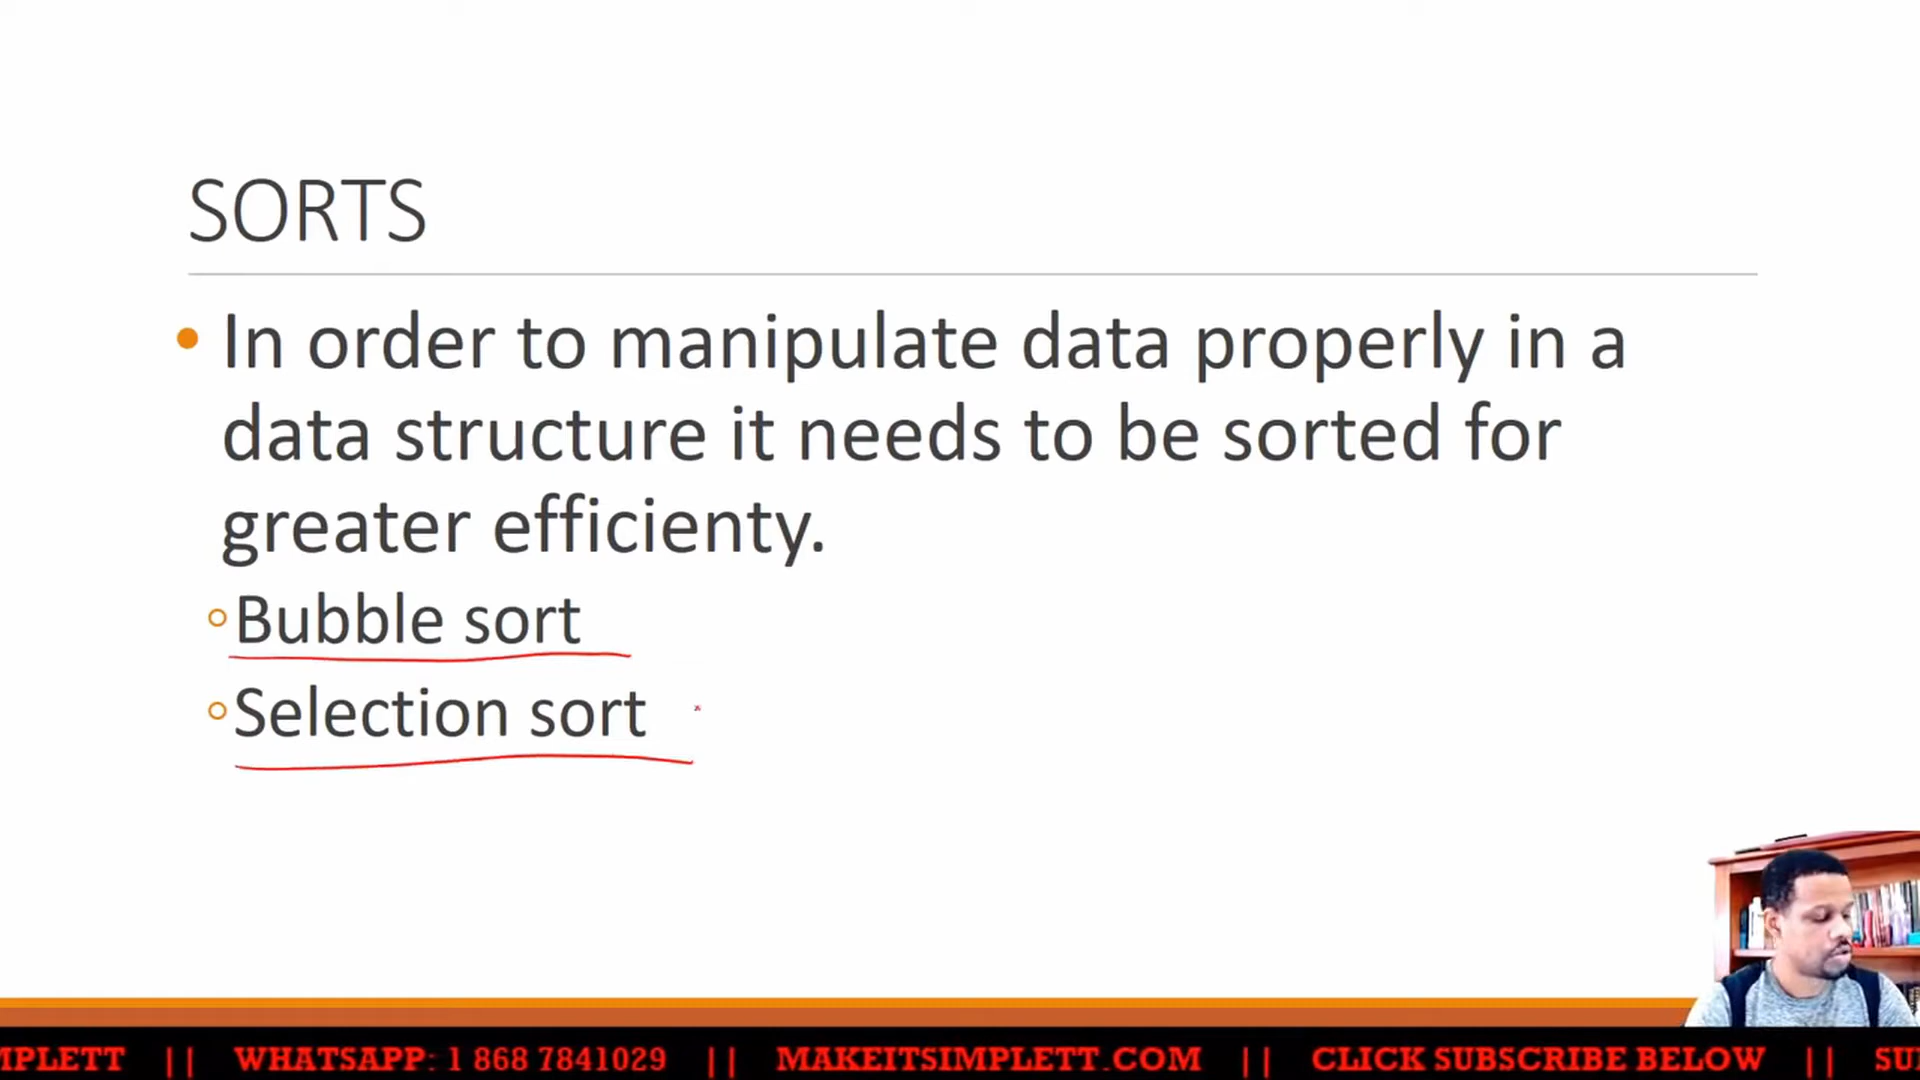 SORTS
• In order to manipulate data properly in a
data structure it needs to be sorted for
greater efficienty.
Bubble sort
Selection sort
MPLETT || WHATSAPP: 1 868 7841029 || MAKEITSIMPLETT.COM || CLICK SUBSCRIBE BELOW || SU